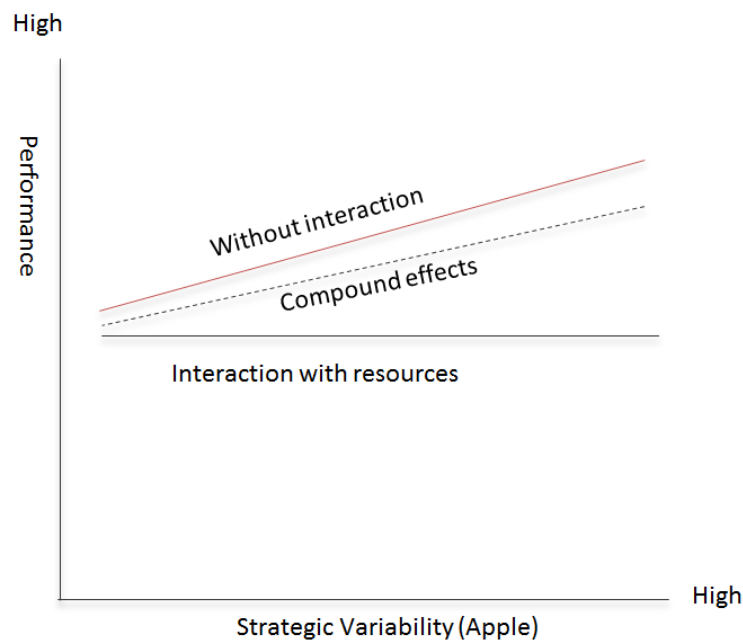 High
Performance
Without interaction
Compound effects
Interaction with resources
High
Strategic Variability (Apple)